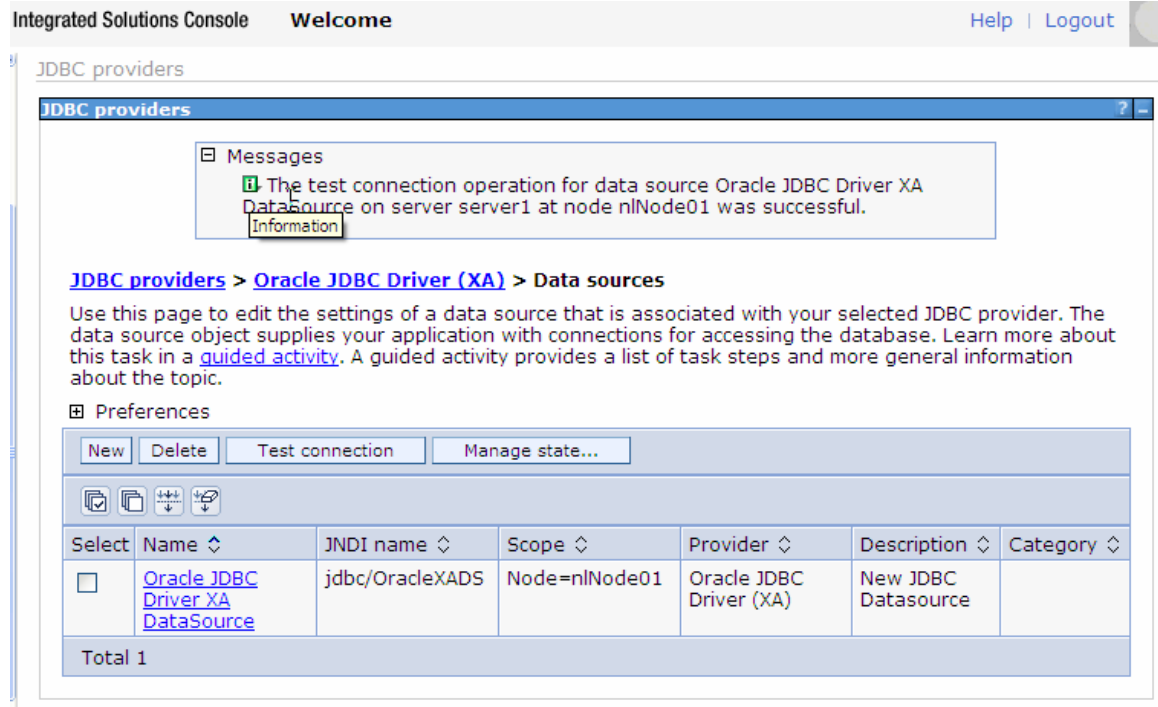 Integrated Solutions Console Welcome Help | Logout
JDBC providers
JDBC providers ? –
Messages
The test connection operation for data source Oracle JDBC Driver XA
DataSource on server server1 at node nlNode01 was successful.
Information
JDBC providers > Oracle JDBC Driver (XA) > Data sources
Use this page to edit the settings of a data source that is associated with your selected JDBC provider. The
data source object supplies your application with connections for accessing the database. Learn more about
this task in a guided activity. A guided activity provides a list of task steps and more general information
about the topic.
Preferences
New Delete Test connection Manage state...
Select Name JNDI name Scope Provider Description Category
Oracle JDBC jdbc/OracleXADS Node=nlNode01 Oracle JDBC New JDBC
Driver XA Driver (XA) Datasource
DataSource
Total 1